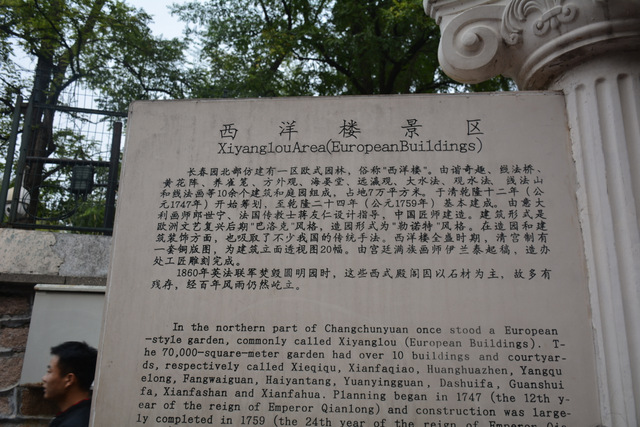 西洋楼景区
XiyanglouArea(EuropeanBuildings)
长春园北部仿建有一区欧式园林，俗称"西洋楼"。由谐奇趣、线法桥、
黄花阵、养雀笼、方外观、海晏堂、远瀛观、大水法、观水法、线法山
和线法画等10余个建筑和庭园组成，占地7万平方米。于清乾隆十二年（公
元1747年）开始筹划，至乾隆二十四年（公元1759年）基本建成。由意大
利画师郎世宁、法国传教士蒋友仁设计指导，中国匠师建造。建筑形式是
欧洲文艺复兴后期"巴洛克"风格，造园形式为"勒诺特"风格。在造园和建
筑装饰方面，也吸取了不少我国的传统手法。西洋楼全盛时期，清宫制有
一套铜版图，为建筑立面透视图20幅。由宫廷满族画师伊兰泰起稿，造办
处工匠雕刻完成。
1860年英法联军焚毁圆明园时，这些西式殿阁因以石材为主，故多有
残存，经百年风雨仍然屹立。
In the northern part of Changchunyuan once stood a European
-style garden, commonly called Xiyanglou (European Buildings). T-
he 70,000-square-meter garden had over 10 buildings and courtyar-
ds, respectively called Xieqiqu, Xianfaqiao, Huanghuazhen, Yangqu
elong, Fangwaiguan, Haiyantang, Yuanyingguan, Dashuifa, Guanshui
fa, Xianfashan and Xianfahua. Planning began in 1747 (the 12th y-
ear of the reign of Emperor Qianlong) and construction was large-
ly completed in 1759 (the 24th year of the reign of Emperor Qia-